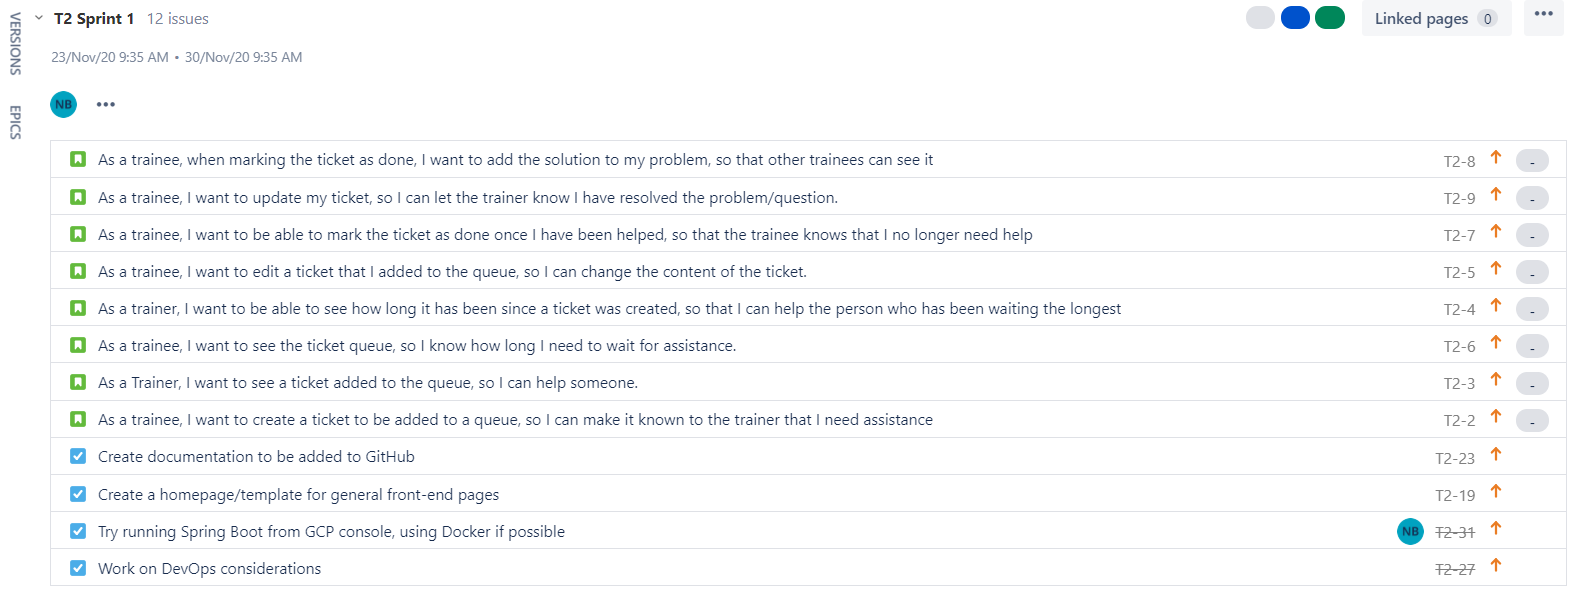 VERSIONS
EPICS
T2 Sprint 1 12 issues
Linked pages 0
23/Nov/20 9:35 AM • 30/Nov/20 9:35 AM
NB
As a trainee, when marking the ticket as done, I want to add the solution to my problem, so that other trainees can see it T2-8 -
As a trainee, I want to update my ticket, so I can let the trainer know I have resolved the problem/question. T2-9 -
As a trainee, I want to be able to mark the ticket as done once I have been helped, so that the trainee knows that I no longer need help T2-7 -
As a trainee, I want to edit a ticket that I added to the queue, so I can change the content of the ticket. T2-5 -
As a trainer, I want to be able to see how long it has been since a ticket was created, so that I can help the person who has been waiting the longest T2-4 -
As a trainee, I want to see the ticket queue, so I know how long I need to wait for assistance. T2-6 -
As a Trainer, I want to see a ticket added to the queue, so I can help someone. T2-3 -
As a trainee, I want to create a ticket to be added to a queue, so I can make it known to the trainer that I need assistance T2-2 -
Create documentation to be added to GitHub T2-23
Create a homepage/template for general front-end pages T2-19
Try running Spring Boot from GCP console, using Docker if possible NB T2-31
Work on DevOps considerations T2-27